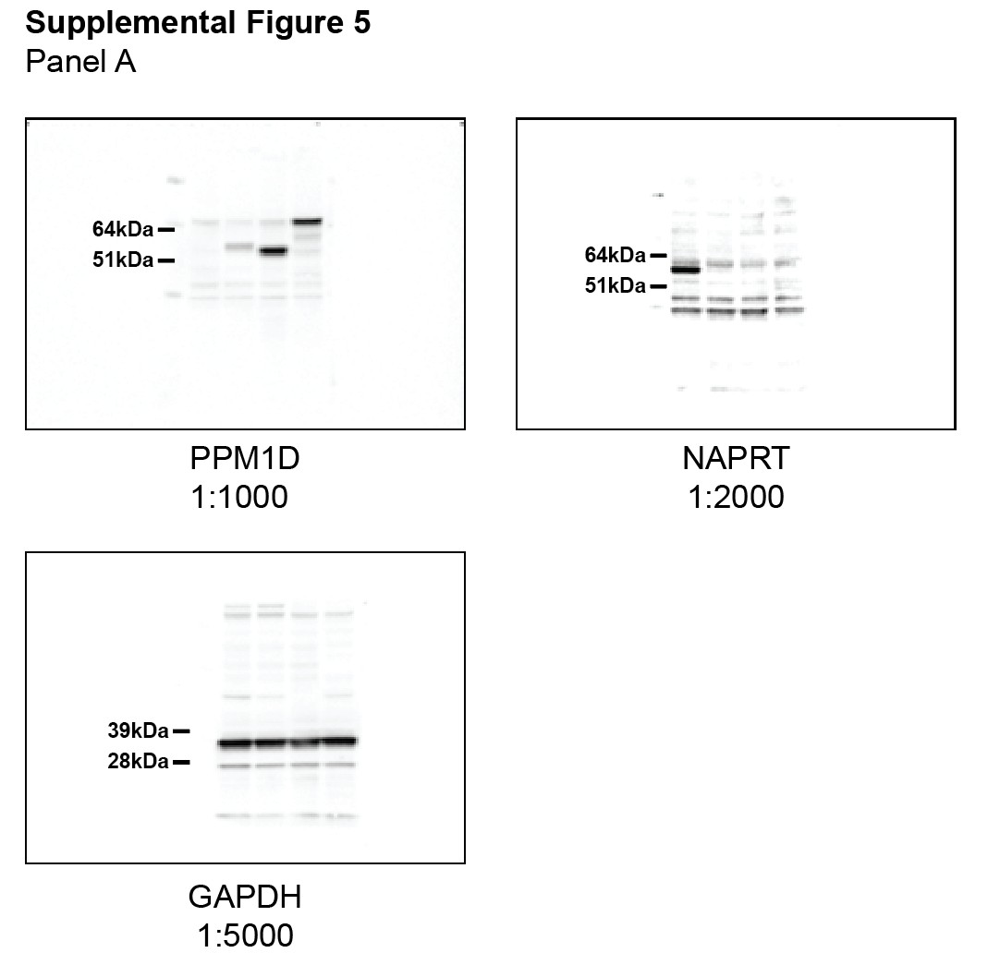 Supplemental Figure 5
Panel A
64kDa
51kDa
PPM1D
1:1000
64kDa
51kDa
NAPRT
1:2000
39kDa
28kDa
GAPDH
1:5000